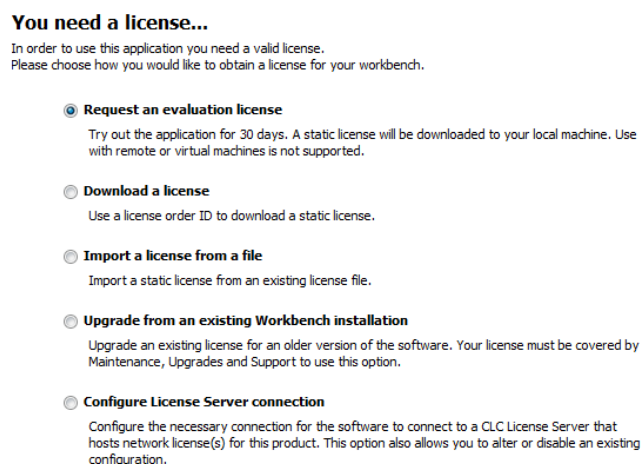 You need a license...
In order to use this application you need a valid license.
Please choose how you would like to obtain a license for your workbench.
Request an evaluation license
Try out the application for 30 days. A static license will be downloaded to your local machine. Use
with remote or virtual machines is not supported.
Download a license
Use a license order ID to download a static license.
Import a license from a file
Import a static license from an existing license file.
Upgrade from an existing Workbench installation
Upgrade an existing license for an older version of the software. Your license must be covered by
Maintenance, Upgrades and Support to use this option.
Configure License Server connection
Configure the necessary connection for the software to connect to a CLC License Server that
hosts network license(s) for this product. This option also allows you to alter or disable an existing
configuration.